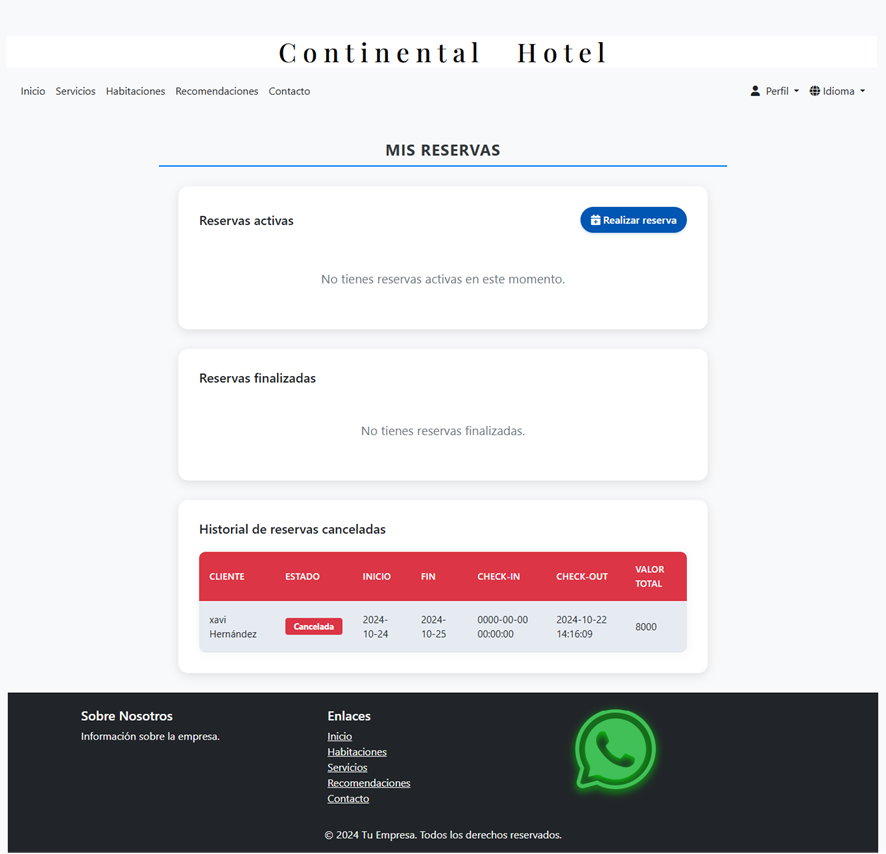 Continental Hotel
Inicio Servicios Habitaciones Recomendaciones Contacto Perfil Idioma
MIS RESERVAS
Reservas activas Realizar reserva
No tienes reservas activas en este momento.
Reservas finalizadas
No tienes reservas finalizadas.
Historial de reservas canceladas
CLIENTE ESTADO INICIO FIN CHECK-IN CHECK-OUT VALOR
TOTAL
xavi 2024- 2024- 0000-00-00 2024-10-22
Hernández Cancelada 10-24 10-25 00:00:00 14:16:09 8000
Sobre Nosotros
Información sobre la empresa.
Enlaces
Inicio
Habitaciones
Servicios
Recomendaciones
Contacto
© 2024 Tu Empresa. Todos los derechos reservados.